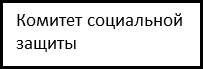 Комитет социальной
защиты